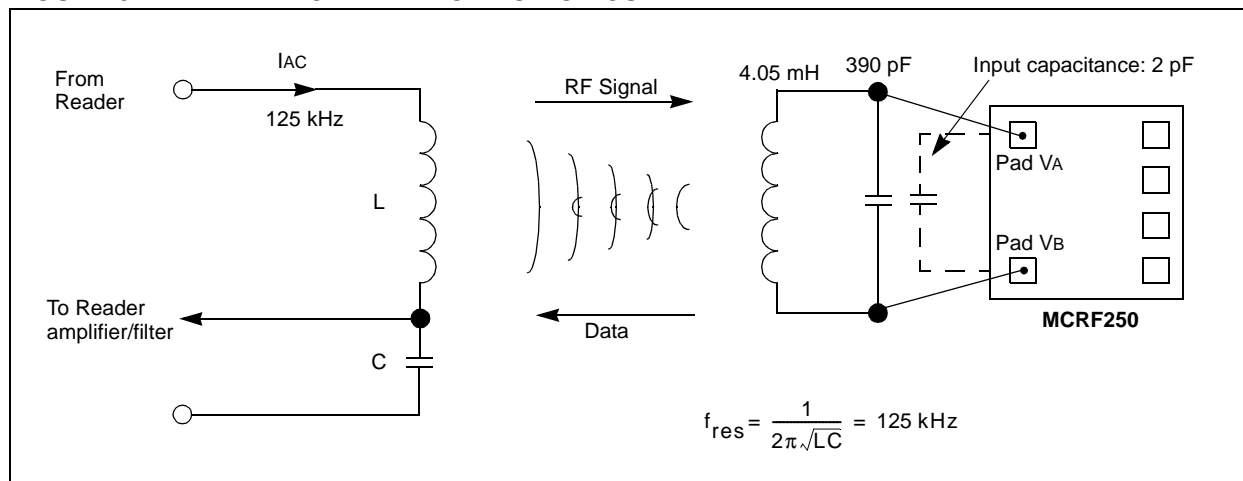 From
Reader
IAC
125 kHz
L
To Reader
amplifier/filter
C
RF Signal
Data
4.05 mH
390 pF
Input capacitance: 2 pF
Pad VA
Pad VB
MCRF250
fres = 1/(2π√LC) = 125 kHz